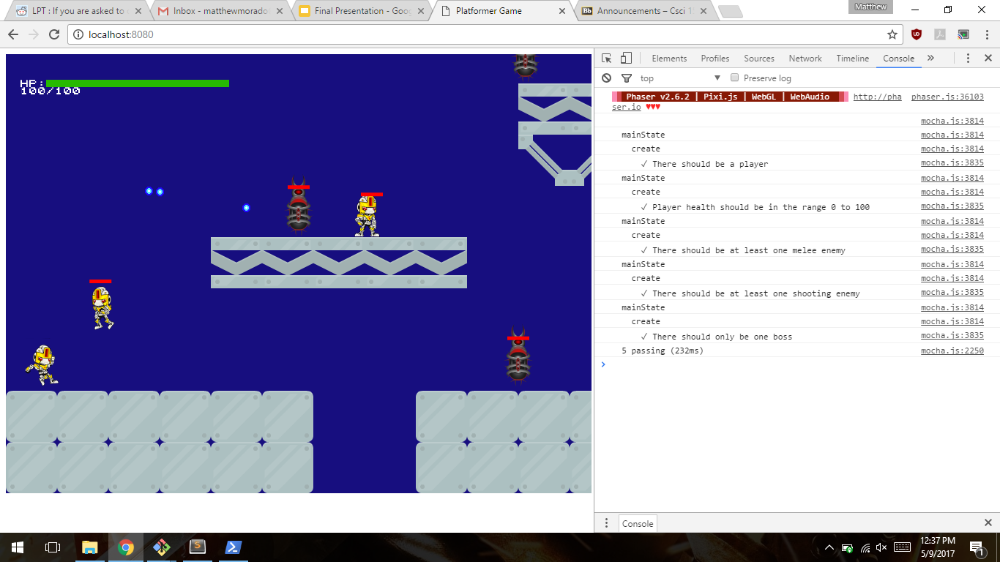 LPT : If you are asked to
Inbox - matthewmorados
Final Presentation - Goog
Platformer Game
Bb Announcements – Csci 1
Matthew
localhost:8080
HP:
100/100
Elements Profiles Sources Network Timeline Console »
top Preserve log
Phaser v2.6.2 | Pixi.js | WebGL | WebAudio http://pha phaser.js:36103
ser.io ♥♥♥
mocha.js:3814
mainState mocha.js:3814
create mocha.js:3814
✓ There should be a player mocha.js:3835
mainState mocha.js:3814
create mocha.js:3814
✓ Player health should be in the range 0 to 100 mocha.js:3835
mainState mocha.js:3814
create mocha.js:3814
✓ There should be at least one melee enemy mocha.js:3835
mainState mocha.js:3814
create mocha.js:3814
✓ There should be at least one shooting enemy mocha.js:3835
mainState mocha.js:3814
create mocha.js:3814
✓ There should only be one boss mocha.js:3835
5 passing (232ms) mocha.js:2250
Console
12:37 PM
5/9/2017
1